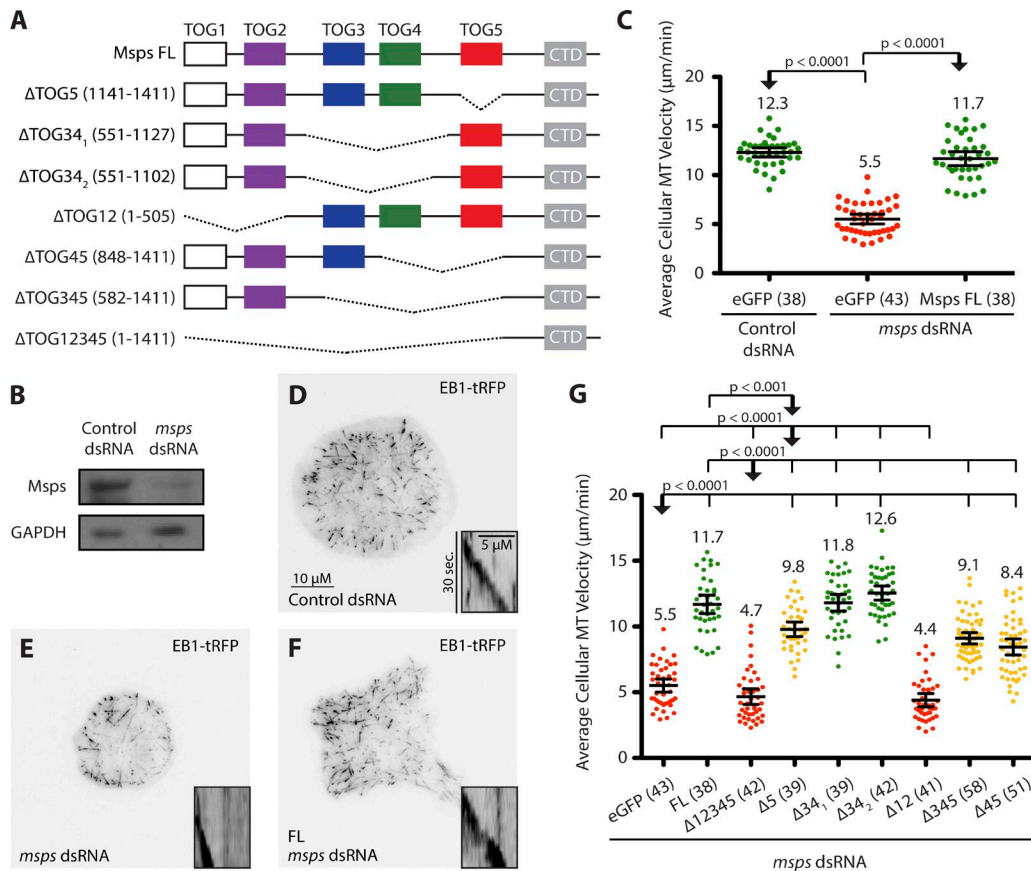 A
TOG1 TOG2 TOG3 TOG4 TOG5
Msps FL CTD
ΔTOG5 (1141-1411) CTD
ΔTOG34₁ (551-1127) CTD
ΔTOG34₂ (551-1102) CTD
ΔTOG12 (1-505) CTD
ΔTOG45 (848-1411) CTD
ΔTOG345 (582-1411) CTD
ΔTOG12345 (1-1411) CTD
B
Control dsRNA
msps dsRNA
Msps
GAPDH
C
p < 0.0001
p < 0.0001
Average Cellular MT Velocity (μm/min)
20
15
10
5
0
12.3
5.5
11.7
eGFP (38) eGFP (43) Msps FL (38)
Control dsRNA
msps dsRNA
D
EB1-tRFP
10 μM
Control dsRNA
30 sec.
5 μM
E
EB1-tRFP
msps dsRNA
F
EB1-tRFP
FL
msps dsRNA
G
p < 0.001
p < 0.0001
p < 0.0001
p < 0.0001
Average Cellular MT Velocity (μm/min)
20
15
10
5
0
5.5
11.7
4.7
9.8
11.8
12.6
4.4
9.1
8.4
eGFP (43)
FL (38)
Δ12345 (42)
Δ5 (39)
Δ34₁ (39)
Δ34₂ (42)
Δ12 (41)
Δ345 (58)
Δ45 (51)
msps dsRNA